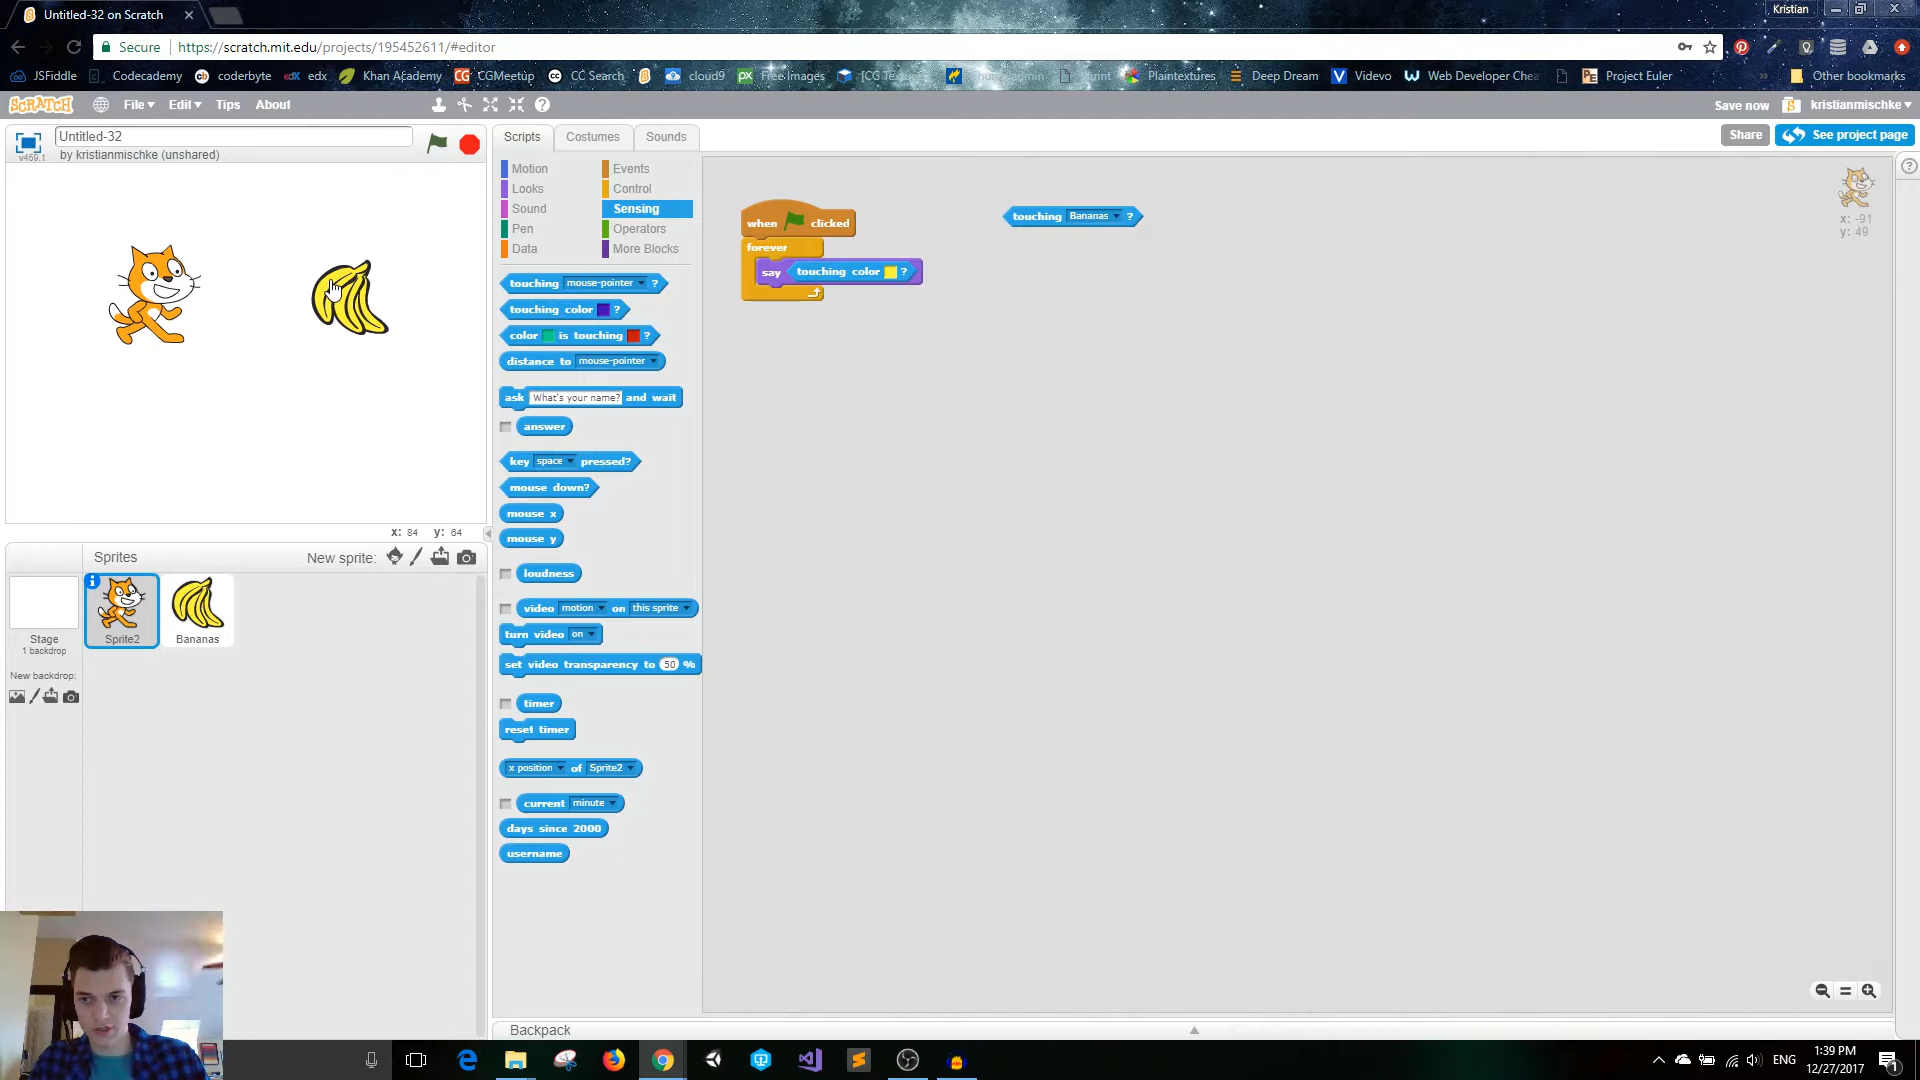 Untitled-32 on Scratch
Kristian
Secure https://scratch.mit.edu/projects/195452611/#editor
JSFiddle Codecademy coderbyte edx Khan Academy CGMeetup CC Search cloud9 Free Images Plaintextures Deep Dream Videvo Web Developer Chea Project Euler » Other bookmarks
SCRATCH File Edit Tips About Save now kristianmischke
Share See project page
Untitled-32
by kristianmischke (unshared)
v459.1
Scripts Costumes Sounds
Motion Events
Looks Control
Sound Sensing
Pen Operators
Data More Blocks
touching mouse-pointer ?
touching color ?
color is touching ?
distance to mouse-pointer
ask What's your name? and wait
answer
key space pressed?
mouse down?
mouse x
mouse y
loudness
video motion on this sprite
turn video on
set video transparency to 50 %
timer
reset timer
x position of Sprite2
current minute
days since 2000
username
when clicked
forever
say touching color ?
touching Bananas ?
x: -91
y: 49
x: 84 y: 64
Sprites New sprite:
Stage
1 backdrop
New backdrop:
Sprite2
Bananas
Backpack
ENG
1:39 PM
12/27/2017
1